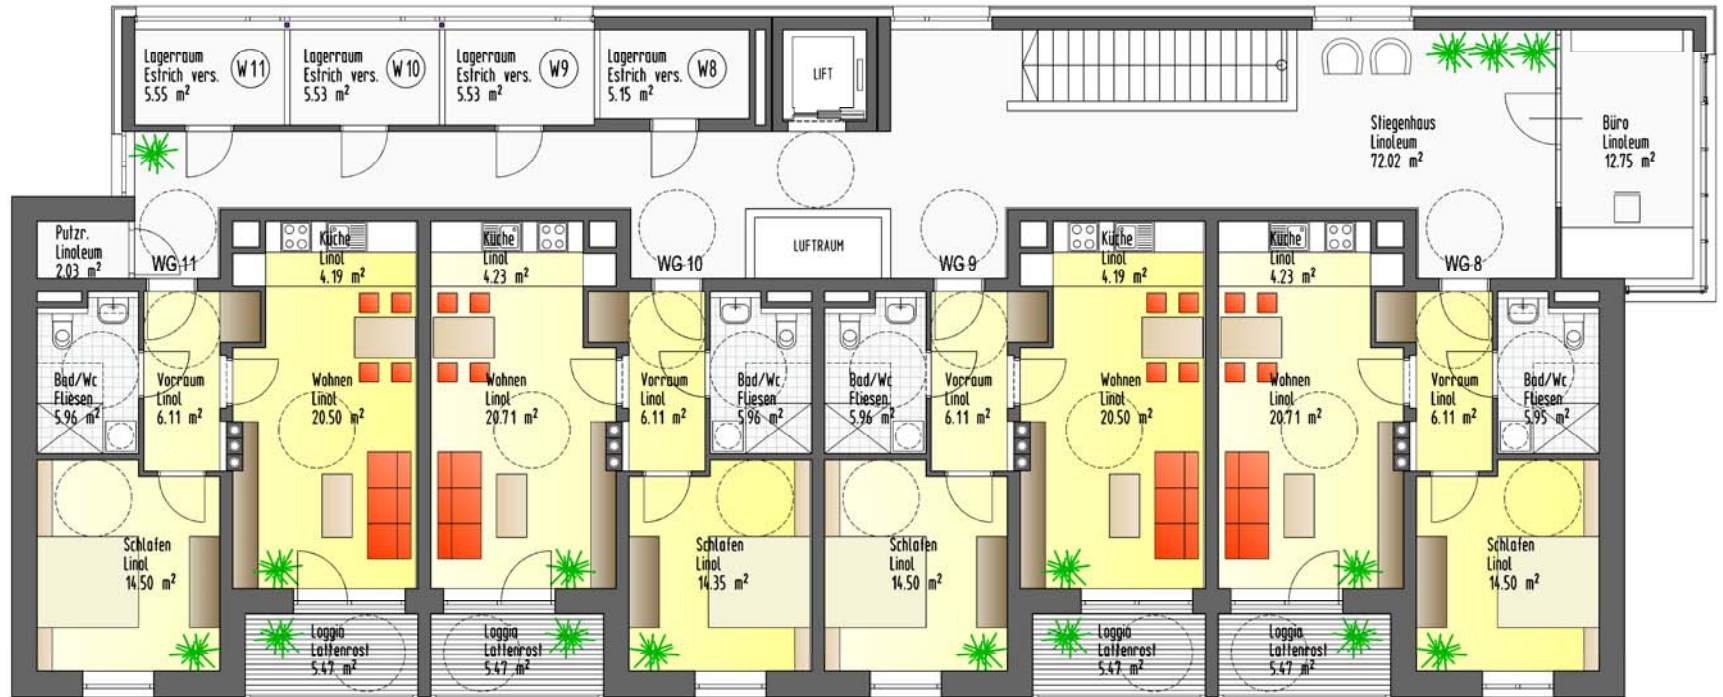 Lagerraum
Estrich vers.
5.55 m²
W11
Lagerraum
Estrich vers.
5.53 m²
W10
Lagerraum
Estrich vers.
5.53 m²
W9
Lagerraum
Estrich vers.
5.15 m²
W8
LIFT
Stiegenhaus
Linoleum
72.02 m²
Büro
Linoleum
12.75 m²
Putzr.
Linoleum
2.03 m²
WG 11
Küche
Linol
4.19 m²
Küche
Linol
4.23 m²
WG 10
LUFTRAUM
WG 9
Küche
Linol
4.19 m²
Küche
Linol
4.23 m²
WG 8
Bad/Wc
Fliesen
5.96 m²
Vorraum
Linol
6.11 m²
Wohnen
Linol
20.50 m²
Wohnen
Linol
20.71 m²
Vorraum
Linol
6.11 m²
Bad/Wc
Fliesen
5.96 m²
Bad/Wc
Fliesen
5.96 m²
Vorraum
Linol
6.11 m²
Wohnen
Linol
20.50 m²
Wohnen
Linol
20.71 m²
Vorraum
Linol
6.11 m²
Bad/Wc
Fliesen
5.95 m²
Schlafen
Linol
14.50 m²
Schlafen
Linol
14.35 m²
Schlafen
Linol
14.50 m²
Schlafen
Linol
14.50 m²
Loggia
Lattenrost
5.47 m²
Loggia
Lattenrost
5.47 m²
Loggia
Lattenrost
5.47 m²
Loggia
Lattenrost
5.47 m²